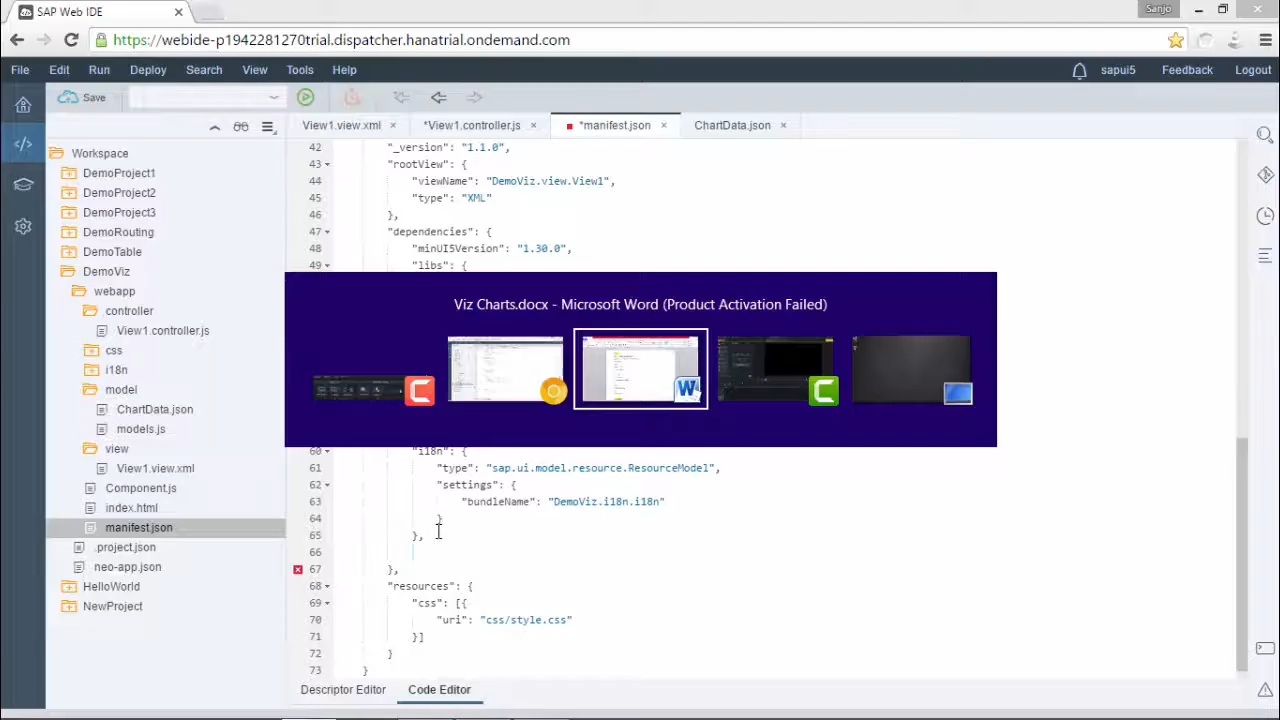 SAP Web IDE
Sanjo
https://webide-p1942281270trial.dispatcher.hanatrial.ondemand.com
File Edit Run Deploy Search View Tools Help
sapui5 Feedback Logout
Save
View1.view.xml *View1.controller.js *manifest.json ChartData.json
Workspace
DemoProject1
DemoProject2
DemoProject3
DemoRouting
DemoTable
DemoViz
webapp
controller
View1.controller.js
css
i18n
model
ChartData.json
models.js
view
View1.view.xml
Component.js
index.html
manifest.json
.project.json
neo-app.json
HelloWorld
NewProject
42 "_version": "1.1.0",
43 "rootView": {
44 "viewName": "DemoViz.view.View1",
45 "type": "XML"
46 },
47 "dependencies": {
48 "minUI5Version": "1.30.0",
49 "libs": {
Viz Charts.docx - Microsoft Word (Product Activation Failed)
60 "i18n": {
61 "type": "sap.ui.model.resource.ResourceModel",
62 "settings": {
63 "bundleName": "DemoViz.i18n.i18n"
64 }
65 },
66
67 },
68 "resources": {
69 "css": [{
70 "uri": "css/style.css"
71 }]
72 }
73 }
Descriptor Editor Code Editor